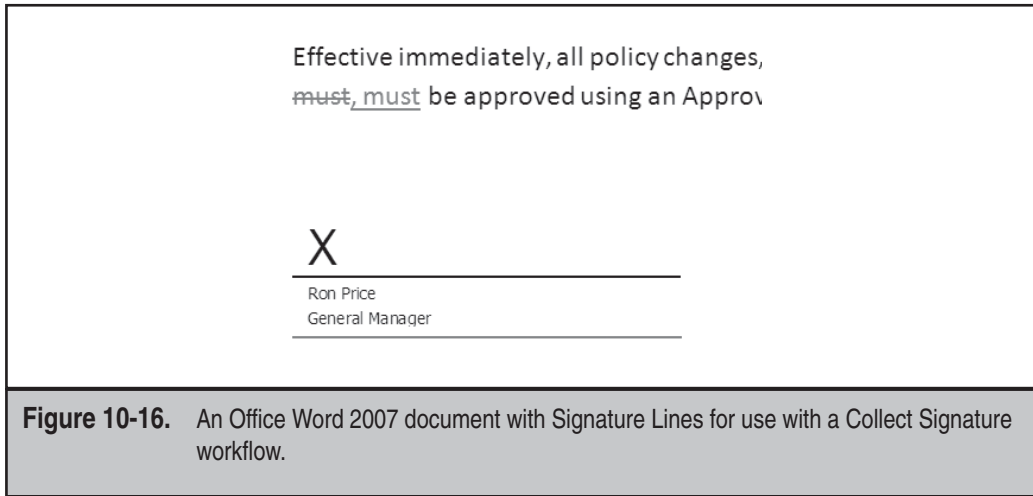 Effective immediately, all policy changes,
must, must be approved using an Approv
X
Ron Price
General Manager
Figure 10-16. An Office Word 2007 document with Signature Lines for use with a Collect Signature
workflow.